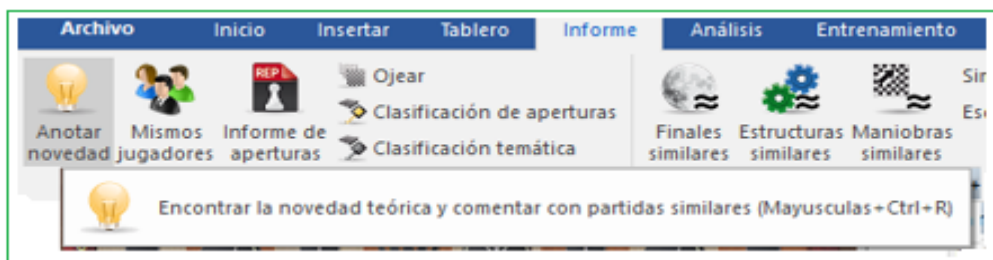 Archivo Inicio Insertar Tablero Informe Análisis Entrenamiento
REP
Ojear
Clasificación de aperturas
Clasificación temática
Anotar novedad
Mismos jugadores
Informe de aperturas
Finales similares
Estructuras similares
Maniobras similares
Encontrar la novedad teórica y comentar con partidas similares (Mayusculas+Ctrl+R)